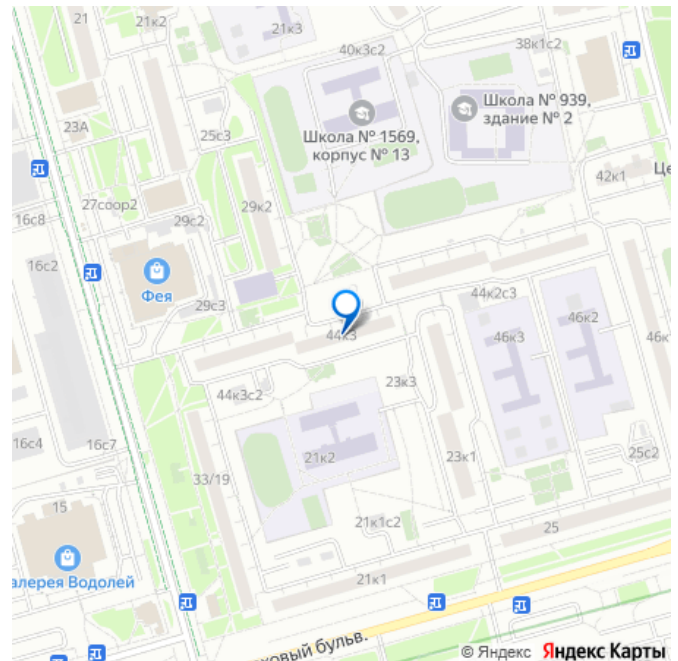 21
21к2
21к3
40к3с2
38к1с2
23А
25с3
Школа № 1569,
корпус № 13
Школа № 939,
здание № 2
42к1
Це
27соор2
29с2
29к2
16с8
16с2
Фея
29с3
44к2с3
44к3
46к3
46к2
46к
44к3с2
23к3
16с4
16с7
33/19
21к2
23к1
25с2
15
21к1с2
25
алерея Водолей
21к1
ховый бульв.
© Яндекс Яндекс Карты